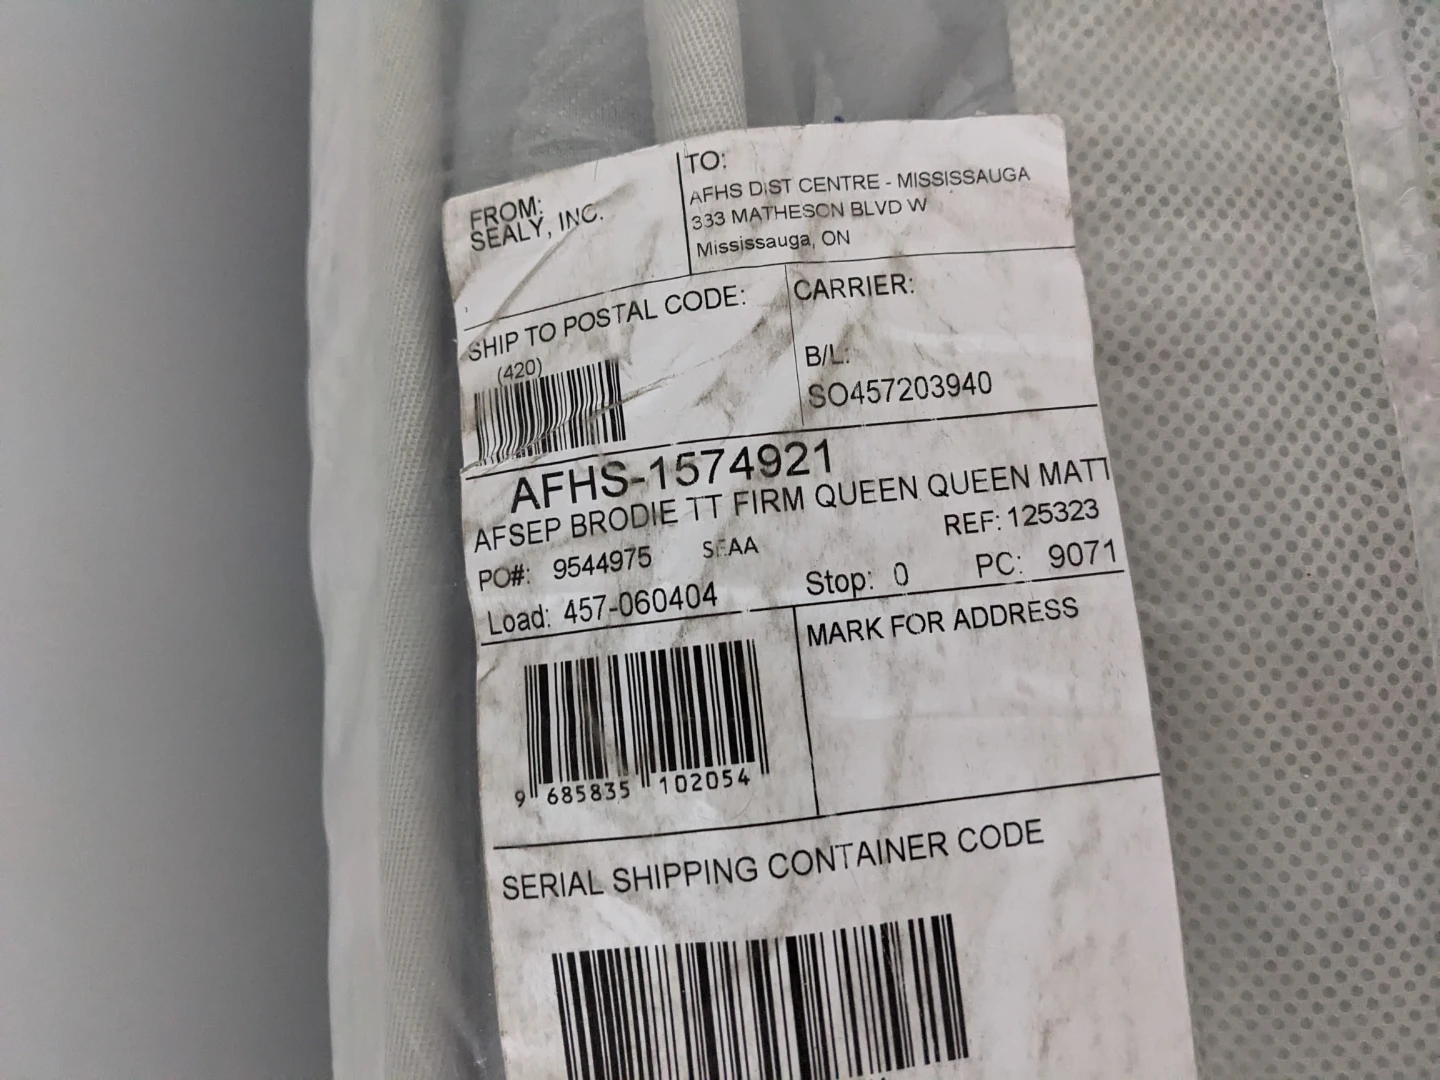 FROM:
SEALY, INC.
TO:
AFHS DIST CENTRE - MISSISSAUGA
333 MATHESON BLVD W
Mississauga, ON
SHIP TO POSTAL CODE:
(420)
CARRIER:
B/L:
SO457203940
AFHS-1574921
AFSEP BRODIE TT FIRM QUEEN QUEEN MATT
PO#: 9544975 SEAA REF: 125323
Load: 457-060404 Stop: 0 PC: 9071
9 685835 102054
MARK FOR ADDRESS
SERIAL SHIPPING CONTAINER CODE